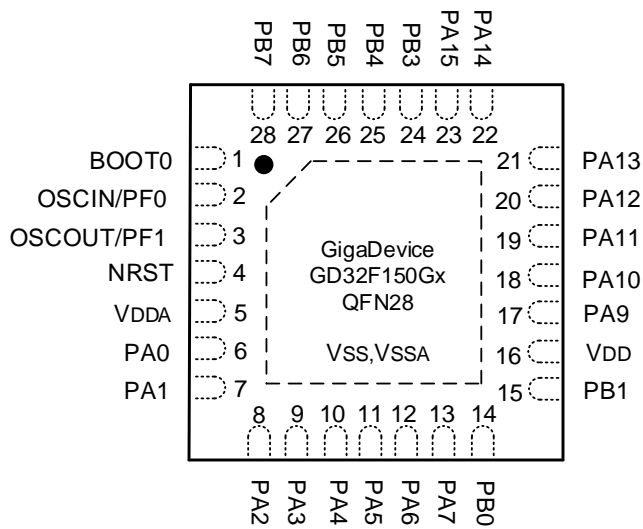 PB7 PB6 PB5 PB4 PB3 PA15 PA14
28 27 26 25 24 23 22
BOOT0 1
OSCIN/PF0 2
OSCOUT/PF1 3
NRST 4
VDDA 5
PA0 6
PA1 7
21 PA13
20 PA12
19 PA11
18 PA10
17 PA9
16 VDD
15 PB1
GigaDevice
GD32F150Gx
QFN28
VSS,VSSA
8 9 10 11 12 13 14
PA2 PA3 PA4 PA5 PA6 PA7 PB0